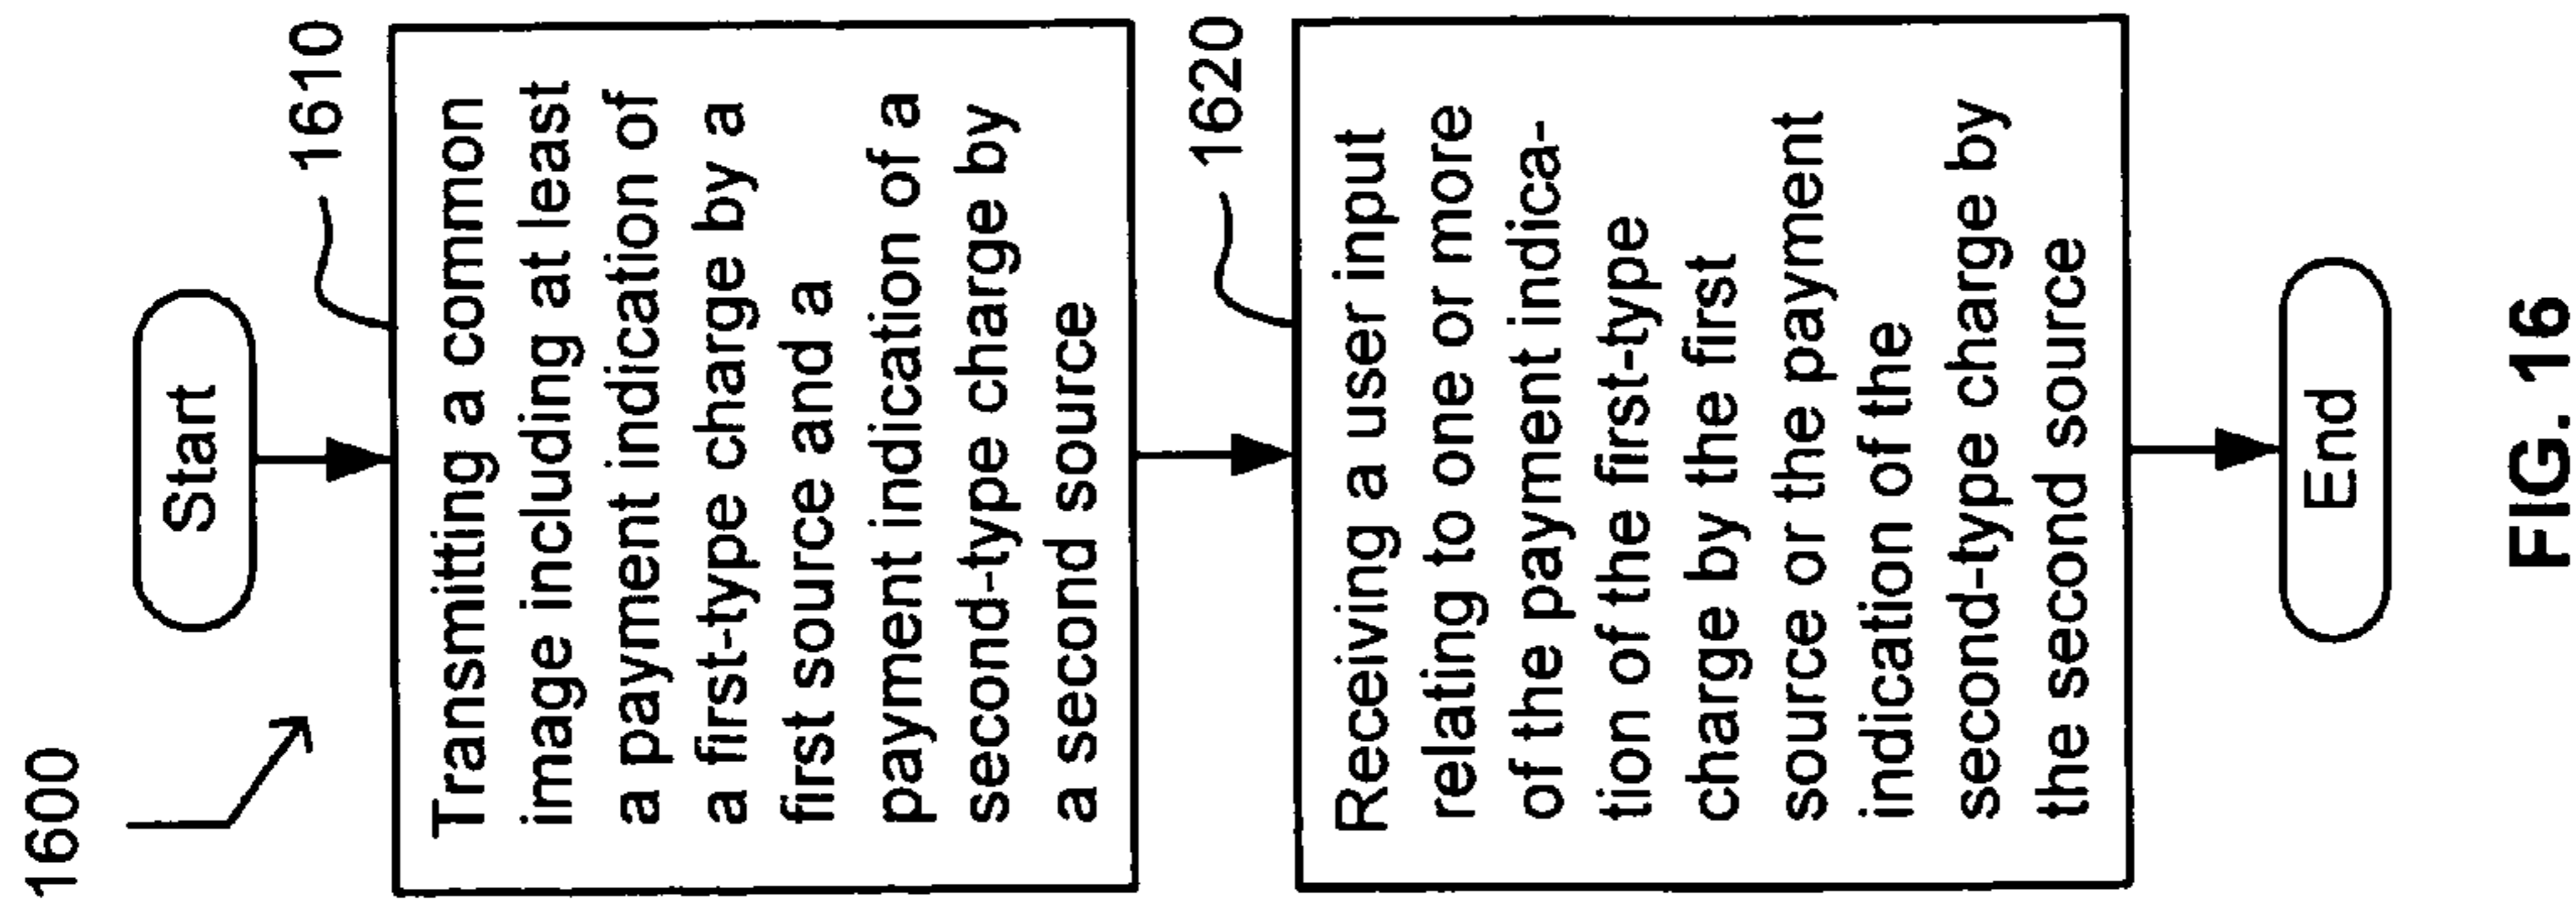 1600
Start
1610
Transmitting a common
image including at least
a payment indication of
a first-type charge by a
first source and a
payment indication of a
second-type charge by
a second source
1620
Receiving a user input
relating to one or more
of the payment indica-
tion of the first-type
charge by the first
source or the payment
indication of the
second-type charge by
the second source
End
FIG. 16